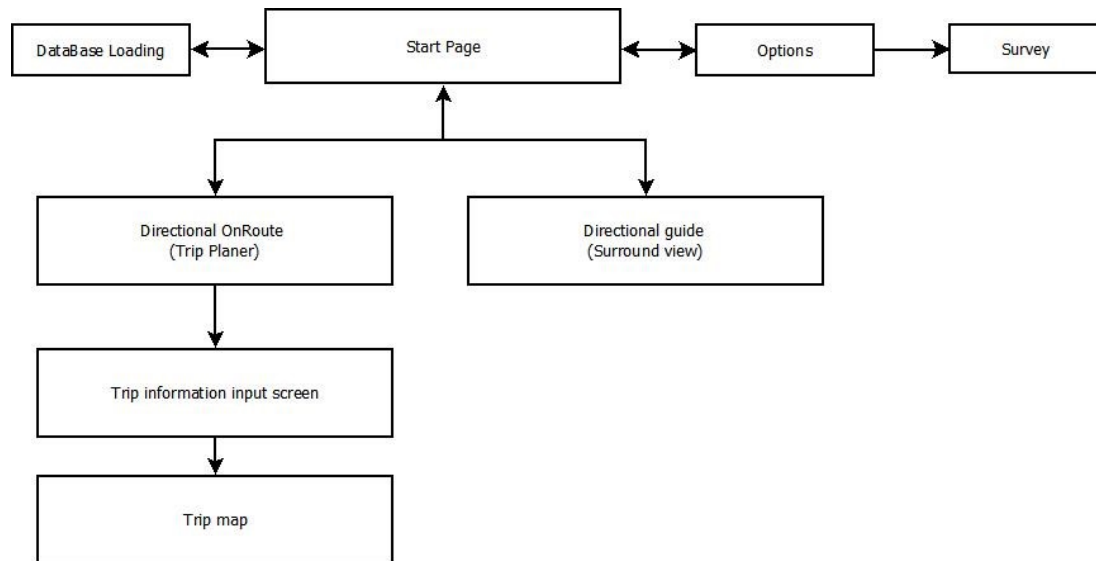 DataBase Loading
Start Page
Options
Survey
Directional OnRoute
(Trip Planer)
Directional guide
(Surround view)
Trip information input screen
Trip map